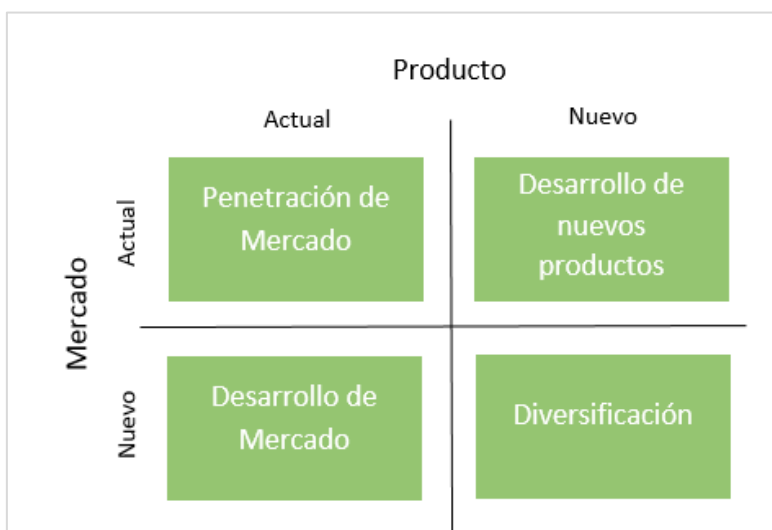 Producto
Actual
Nuevo
Mercado
Actual
Penetración de
Mercado
Desarrollo de
nuevos
productos
Nuevo
Desarrollo de
Mercado
Diversificación